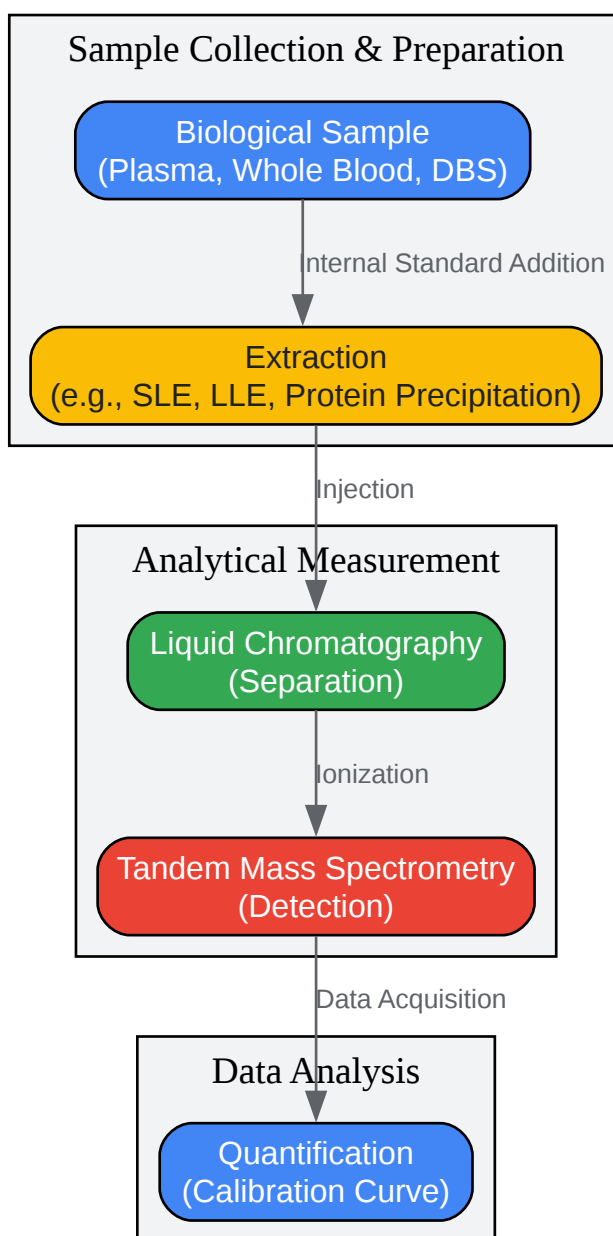 Sample Collection & Preparation
Biological Sample
(Plasma, Whole Blood, DBS)
Internal Standard Addition
Extraction
(e.g., SLE, LLE, Protein Precipitation)
Injection
Analytical Measurement
Liquid Chromatography
(Separation)
Ionization
Tandem Mass Spectrometry
(Detection)
Data Acquisition
Data Analysis
Quantification
(Calibration Curve)